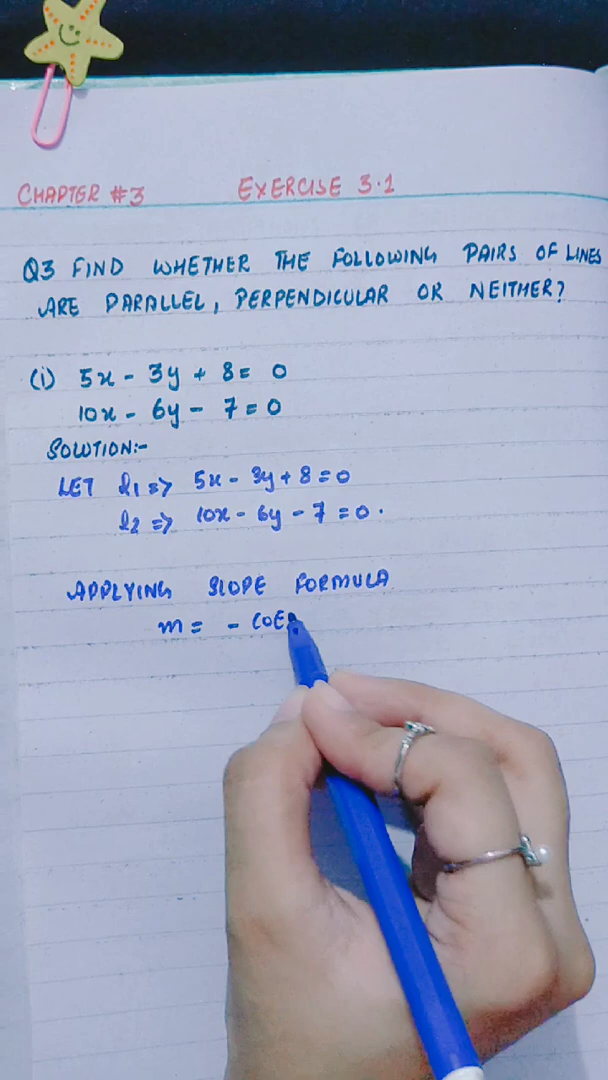 CHAPTER #3 EXERCISE 3.1
Q3 FIND WHETHER THE FOLLOWING PAIRS OF LINES
ARE PARALLEL, PERPENDICULAR OR NEITHER?
(i) 5x - 3y + 8 = 0
10x - 6y - 7 = 0
SOLUTION:-
LET l₁ => 5x - 3y + 8 = 0
l₂ => 10x - 6y - 7 = 0.
APPLYING SLOPE FORMULA
m = - COE